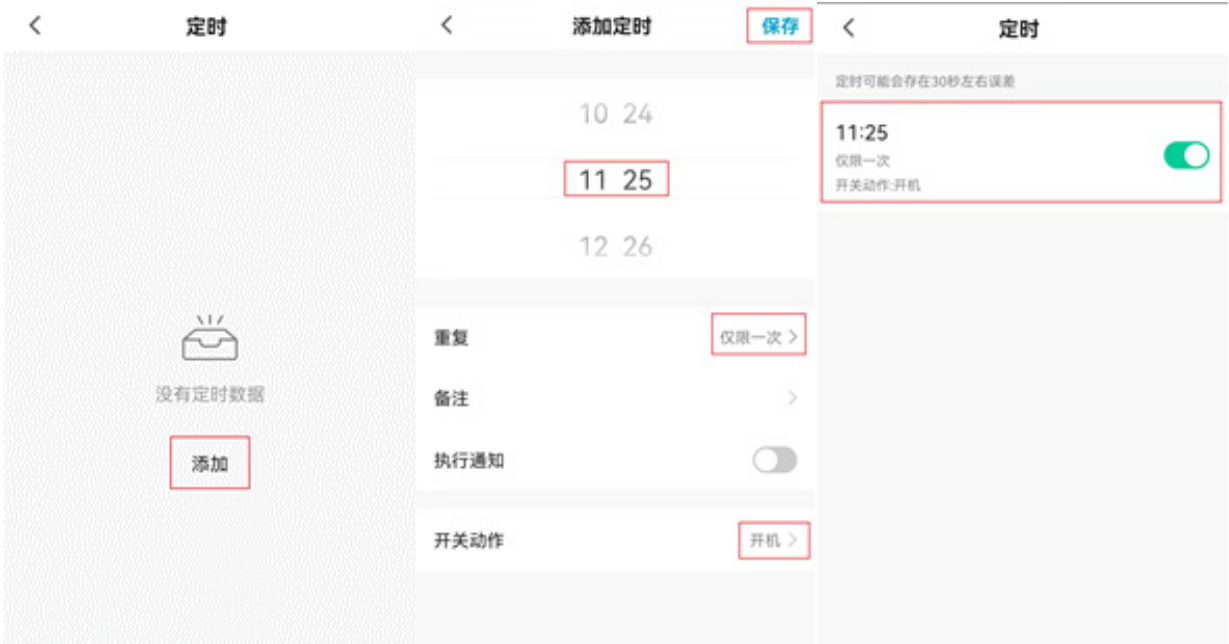 定时
没有定时数据
添加
添加定时
保存
10 24
11 25
12 26
重复
仅限一次
备注
执行通知
开关动作
开机
定时
定时可能会存在30秒左右误差
11:25
仅限一次
开关动作:开机